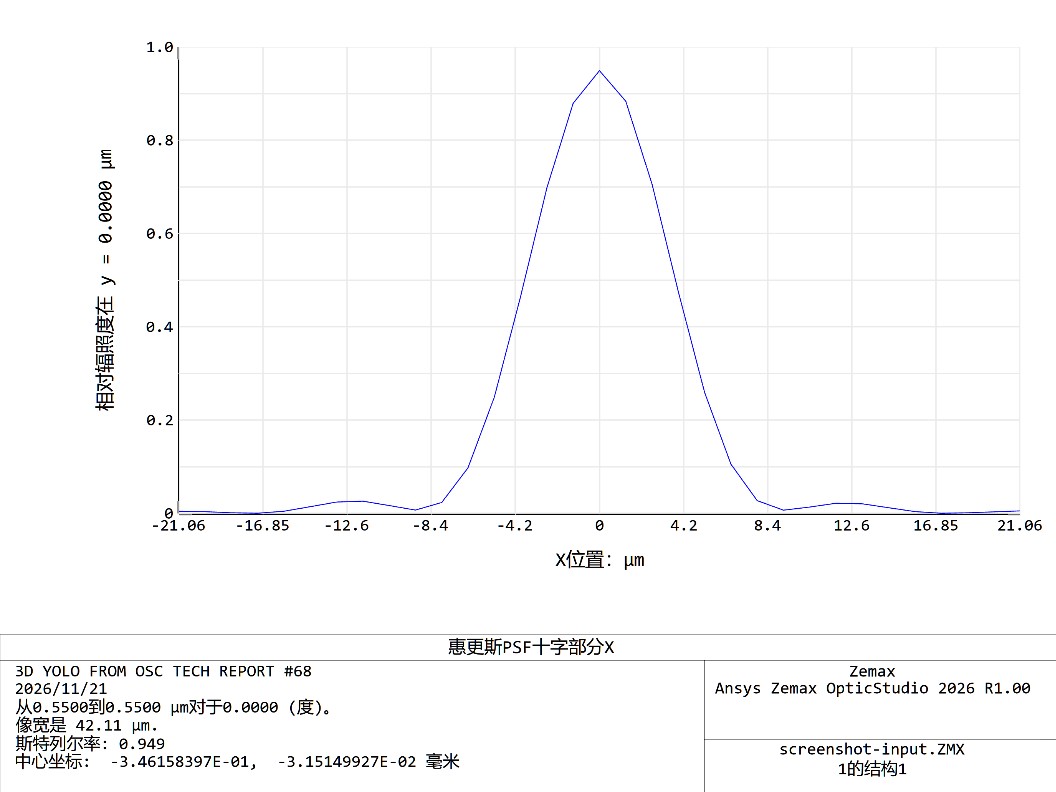 1.0
0.8
0.6
0.4
0.2
0
相对辐照度在 y = 0.0000 µm
-21.06 -16.85 -12.6 -8.4 -4.2 0 4.2 8.4 12.6 16.85 21.06
X位置: µm
惠更斯PSF十字部分X
3D YOLO FROM OSC TECH REPORT #68
2026/11/21
从0.5500到0.5500 µm对于0.0000 (度)。
像宽是 42.11 µm.
斯特列尔率: 0.949
中心坐标: -3.46158397E-01, -3.15149927E-02 毫米
Zemax
Ansys Zemax OpticStudio 2026 R1.00
screenshot-input.ZMX
1的结构1